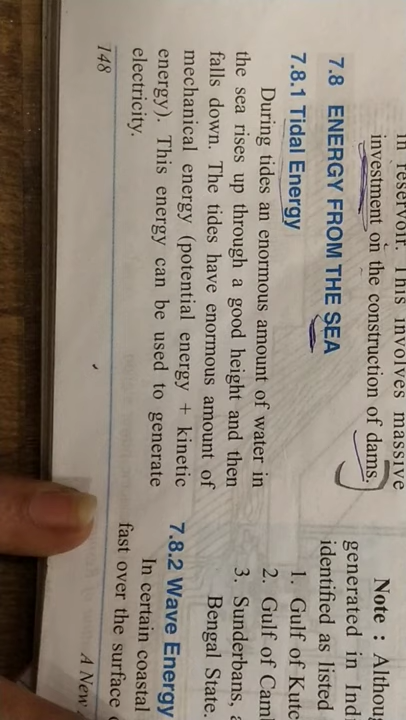 in reservoir. This involves massive
investment on the construction of dams.
7.8 ENERGY FROM THE SEA
7.8.1 Tidal Energy
During tides an enormous amount of water in
the sea rises up through a good height and then
falls down. The tides have enormous amount of
mechanical energy (potential energy + kinetic
energy). This energy can be used to generate
electricity.
148
Note :
generated in
identified as listed
1. Gulf of
2. Gulf of
3. Sunderbans,
Bengal State.
7.8.2 Wave Energy
In certain coastal
fast over the surface
A New